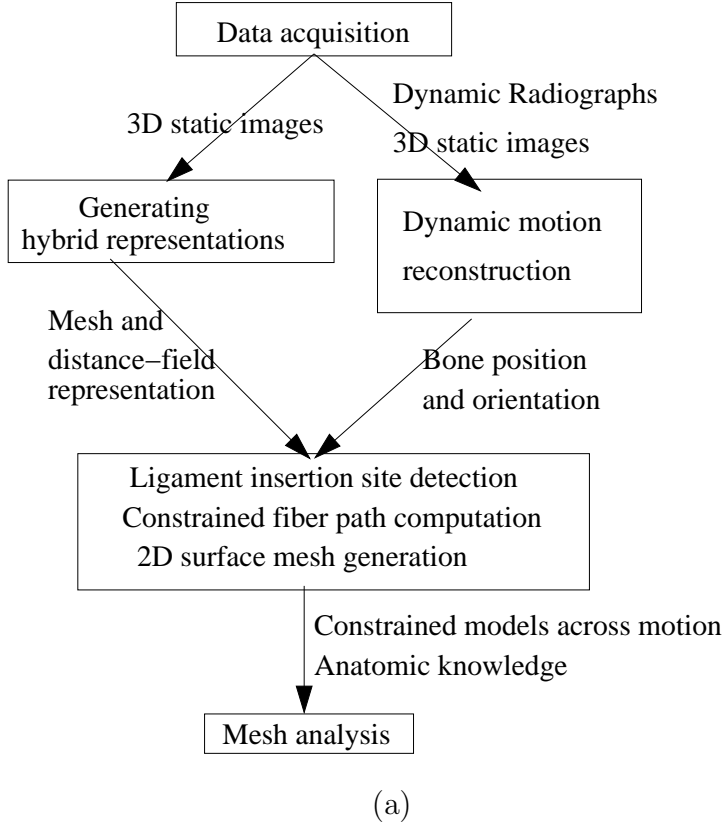 Data acquisition
Dynamic Radiographs
3D static images
3D static images
Generating
hybrid representations
Dynamic motion
reconstruction
Mesh and
distance−field
representation
Bone position
and orientation
Ligament insertion site detection
Constrained fiber path computation
2D surface mesh generation
Constrained models across motion
Anatomic knowledge
Mesh analysis
(a)